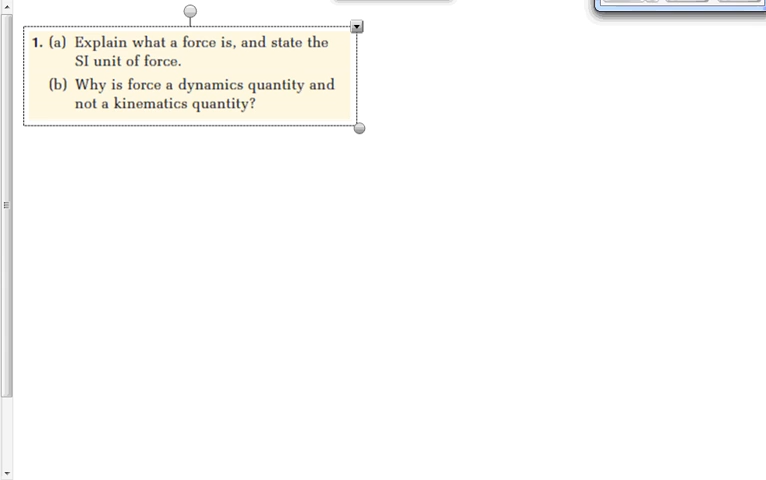 1. (a) Explain what a force is, and state the
SI unit of force.
(b) Why is force a dynamics quantity and
not a kinematics quantity?